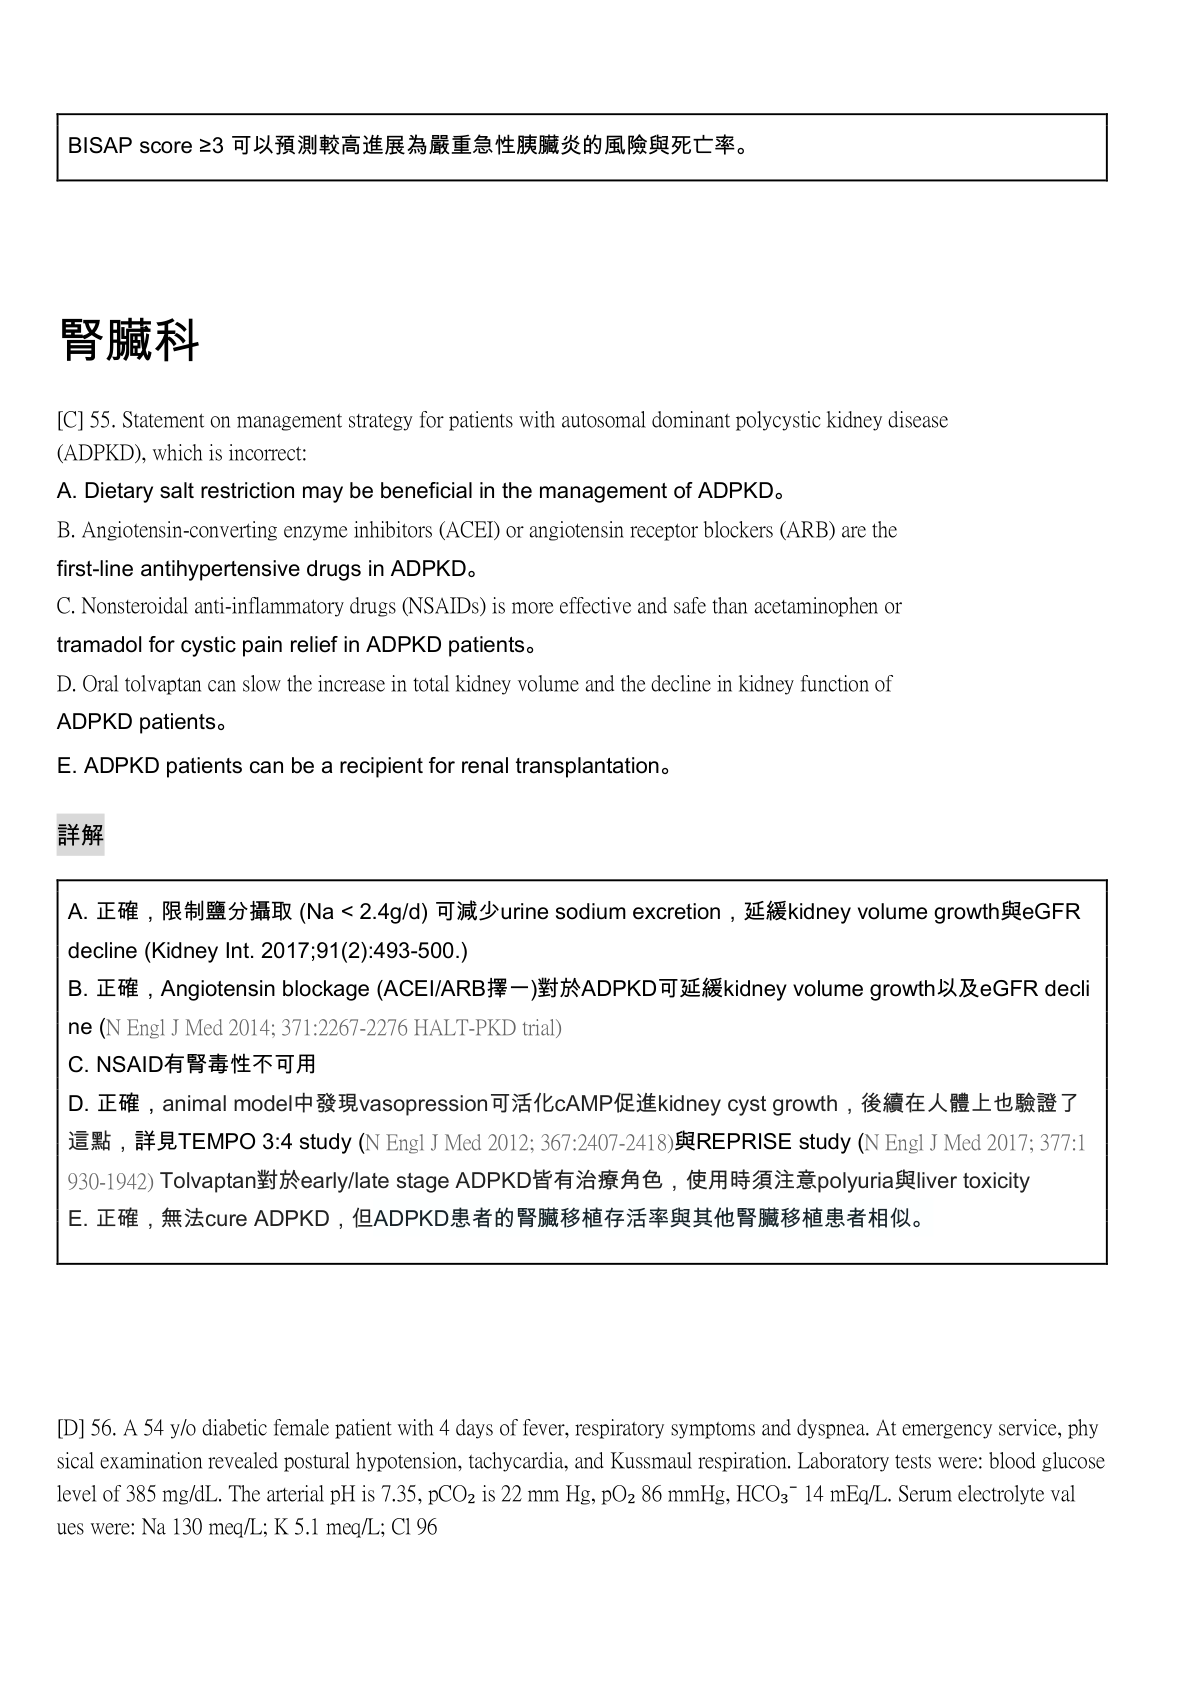 BISAP score ≥3 可以預測較高進展為嚴重急性胰臟炎的風險與死亡率。
腎臟科
[C] 55. Statement on management strategy for patients with autosomal dominant polycystic kidney disease
(ADPKD), which is incorrect:
A. Dietary salt restriction may be beneficial in the management of ADPKD。
B. Angiotensin-converting enzyme inhibitors (ACEI) or angiotensin receptor blockers (ARB) are the
first-line antihypertensive drugs in ADPKD。
C. Nonsteroidal anti-inflammatory drugs (NSAIDs) is more effective and safe than acetaminophen or
tramadol for cystic pain relief in ADPKD patients。
D. Oral tolvaptan can slow the increase in total kidney volume and the decline in kidney function of
ADPKD patients。
E. ADPKD patients can be a recipient for renal transplantation。
詳解
A. 正確，限制鹽分攝取 (Na < 2.4g/d) 可減少urine sodium excretion，延緩kidney volume growth與eGFR
decline (Kidney Int. 2017;91(2):493-500.)
B. 正確，Angiotensin blockage (ACEI/ARB擇一)對於ADPKD可延緩kidney volume growth以及eGFR decli
ne (N Engl J Med 2014; 371:2267-2276 HALT-PKD trial)
C. NSAID有腎毒性不可用
D. 正確，animal model中發現vasopression可活化cAMP促進kidney cyst growth，後續在人體上也驗證了
這點，詳見TEMPO 3:4 study (N Engl J Med 2012; 367:2407-2418)與REPRISE study (N Engl J Med 2017; 377:1
930-1942) Tolvaptan對於early/late stage ADPKD皆有治療角色，使用時須注意polyuria與liver toxicity
E. 正確，無法cure ADPKD，但ADPKD患者的腎臟移植存活率與其他腎臟移植患者相似。
[D] 56. A 54 y/o diabetic female patient with 4 days of fever, respiratory symptoms and dyspnea. At emergency service, phy
sical examination revealed postural hypotension, tachycardia, and Kussmaul respiration. Laboratory tests were: blood glucose
level of 385 mg/dL. The arterial pH is 7.35, pCO₂ is 22 mm Hg, pO₂ 86 mmHg, HCO₃⁻ 14 mEq/L. Serum electrolyte val
ues were: Na 130 meq/L; K 5.1 meq/L; Cl 96